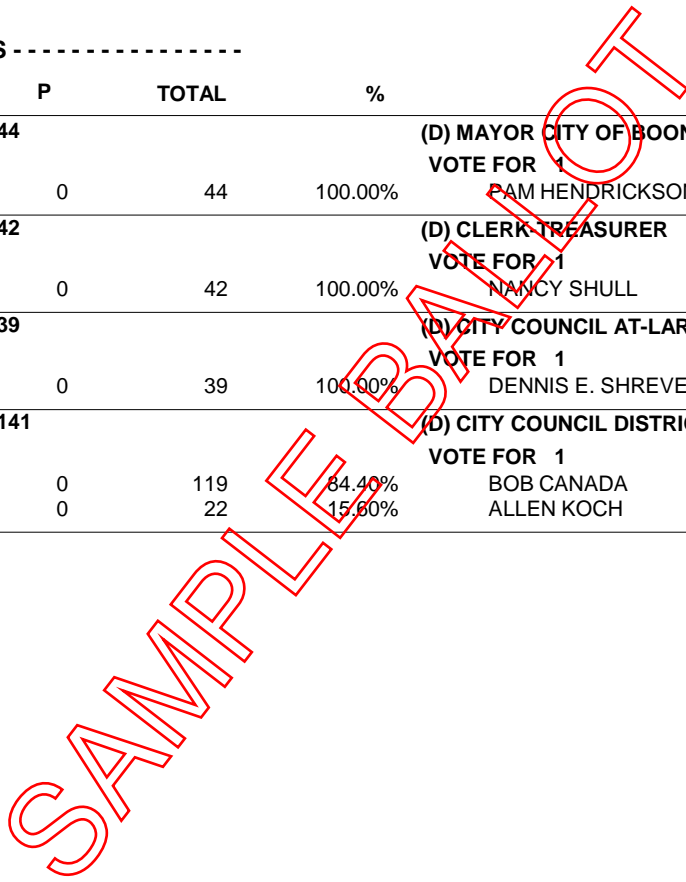 S - - - - - - - - - - - - - - - - -
P TOTAL %
44 (D) MAYOR CITY OF BOON
VOTE FOR 1
0 44 100.00% PAM HENDRICKSON
42 (D) CLERK-TREASURER
VOTE FOR 1
0 42 100.00% NANCY SHULL
39 (D) CITY COUNCIL AT-LAR
VOTE FOR 1
0 39 100.00% DENNIS E. SHREVE
141 (D) CITY COUNCIL DISTRIC
VOTE FOR 1
0 119 84.40% BOB CANADA
0 22 15.60% ALLEN KOCH
SAMPLE BALLOT